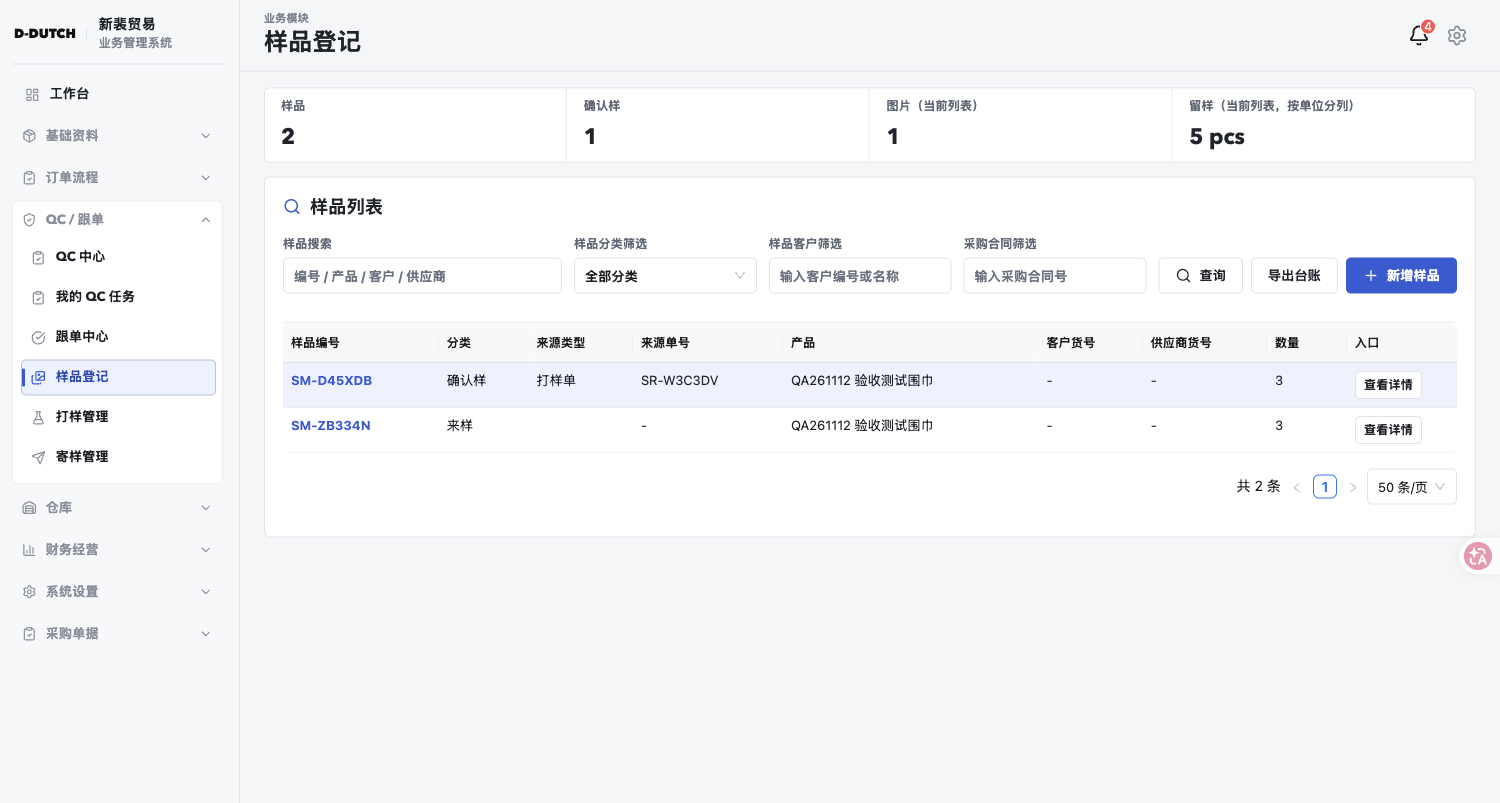 D-DUTCH
新裴贸易
业务管理系统
工作台
基础资料
订单流程
QC / 跟单
QC 中心
我的 QC 任务
跟单中心
样品登记
打样管理
寄样管理
仓库
财务经营
系统设置
采购单据
业务模块
样品登记
4
样品
2
确认样
1
图片（当前列表）
1
留样（当前列表，按单位分列）
5 pcs
样品列表
样品搜索 样品分类筛选 样品客户筛选 采购合同筛选
编号 / 产品 / 客户 / 供应商 全部分类 输入客户编号或名称 输入采购合同号 查询 导出台账 新增样品
样品编号 分类 来源类型 来源单号 产品 客户货号 供应商货号 数量 入口
SM-D45XDB 确认样 打样单 SR-W3C3DV QA261112 验收测试围巾 - - 3 查看详情
SM-ZB334N 来样 - QA261112 验收测试围巾 - - 3 查看详情
共 2 条 1 50 条/页